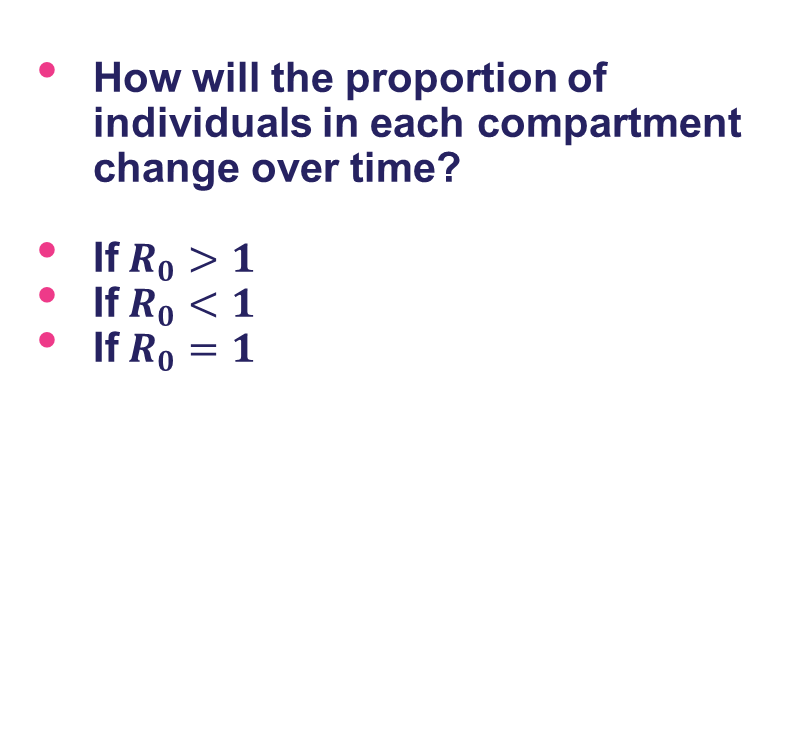 • How will the proportion of
individuals in each compartment
change over time?
• If R₀ > 1
• If R₀ < 1
• If R₀ = 1